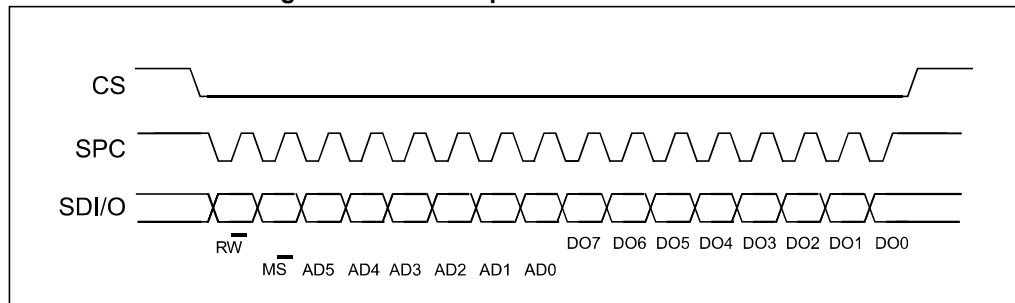 CS
SPC
SDI/O
RW DO7 DO6 DO5 DO4 DO3 DO2 DO1 DO0
MS AD5 AD4 AD3 AD2 AD1 AD0